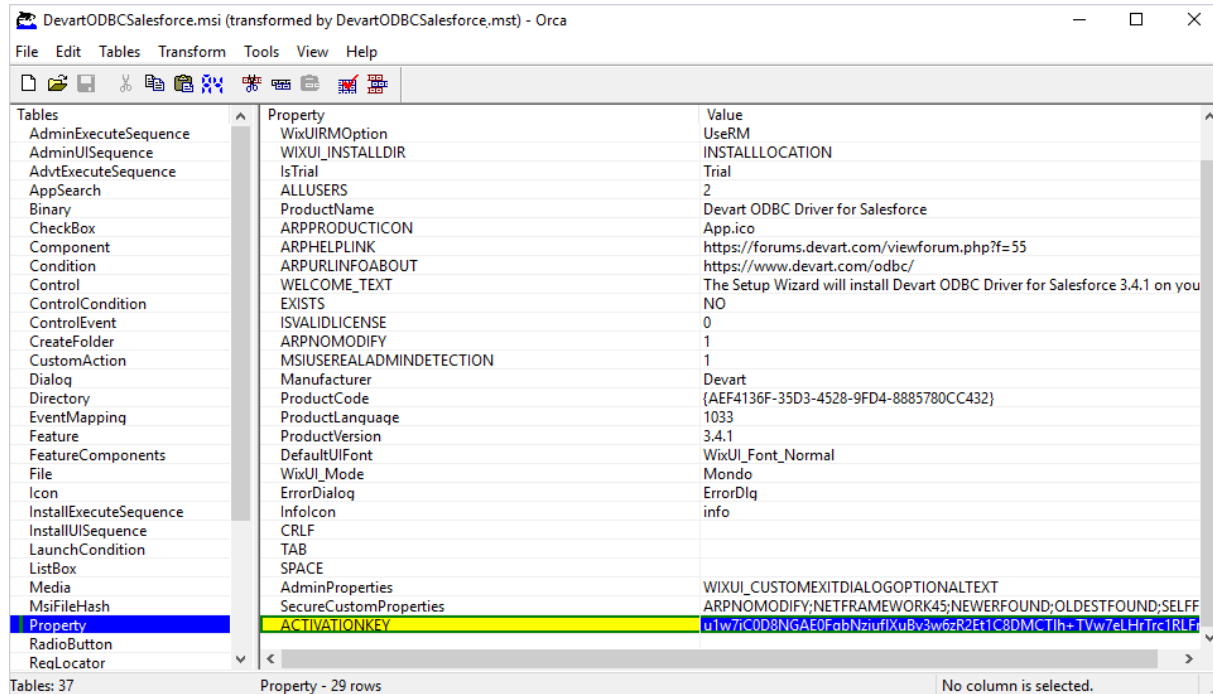 DevartODBCSalesforce.msi (transformed by DevartODBCSalesforce.mst) - Orca
File Edit Tables Transform Tools View Help
Tables
AdminExecuteSequence
AdminUISequence
AdvtExecuteSequence
AppSearch
Binary
CheckBox
Component
Condition
Control
ControlCondition
ControlEvent
CreateFolder
CustomAction
Dialog
Directory
EventMapping
Feature
FeatureComponents
File
Icon
InstallExecuteSequence
InstallUISequence
LaunchCondition
ListBox
Media
MsiFileHash
Property
RadioButton
RegLocator
Property Value
WixUIRMOption UseRM
WIXUI_INSTALLDIR INSTALLLOCATION
IsTrial Trial
ALLUSERS 2
ProductName Devart ODBC Driver for Salesforce
ARPPRODUCTICON App.ico
ARPHELPLINK https://forums.devart.com/viewforum.php?f=55
ARPURLINFOABOUT https://www.devart.com/odbc/
WELCOME_TEXT The Setup Wizard will install Devart ODBC Driver for Salesforce 3.4.1 on you
EXISTS NO
ISVALIDLICENSE 0
ARPNOMODIFY 1
MSIUSEREALADMINDETECTION 1
Manufacturer Devart
ProductCode {AEF4136F-35D3-4528-9FD4-8885780CC432}
ProductLanguage 1033
ProductVersion 3.4.1
DefaultUIFont WixUI_Font_Normal
WixUI_Mode Mondo
ErrorDialog ErrorDlg
InfoIcon info
CRLF
TAB
SPACE
AdminProperties WIXUI_CUSTOMEXITDIALOGOPTIONALTEXT
SecureCustomProperties ARPNOMODIFY;NETFRAMEWORK45;NEWERFOUND;OLDESTFOUND;SELFF
ACTIVATIONKEY
Tables: 37 Property - 29 rows No column is selected.